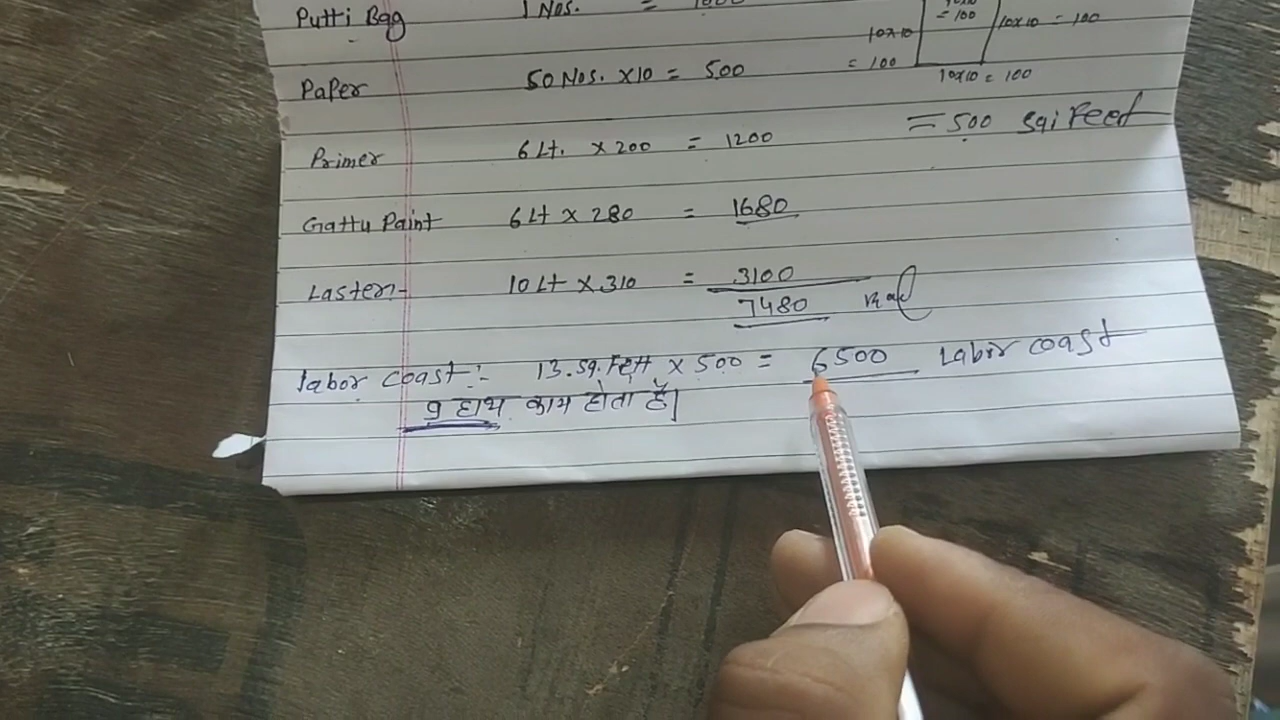 Putti Bag 1 Nos. = 1000
= 100
10x10 10x10 = 100
= 100
10x10 = 100
Paper 50 Nos. x10 = 500
= 500 sqi Feet
Primer 6 Lt. x 200 = 1200
Gattu Paint 6 Lt x 280 = 1680
Lasten- 10 Lt x 310 = 3100
7480
labor coast :- 13.sq.Feet x 500 = 6500 Labor coast
9 हाथ काम होता है|